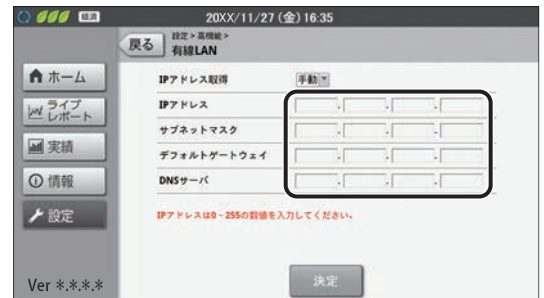 経済
20XX/11/27 (金) 16:35
戻る
設定 > 高機能 >
有線LAN
ホーム
ライブ
レポート
実績
情報
設定
Ver *.*.*.*
IPアドレス取得
手動
IPアドレス
サブネットマスク
デフォルトゲートウェイ
DNSサーバ
IPアドレスは0~255の数値を入力してください。
決定